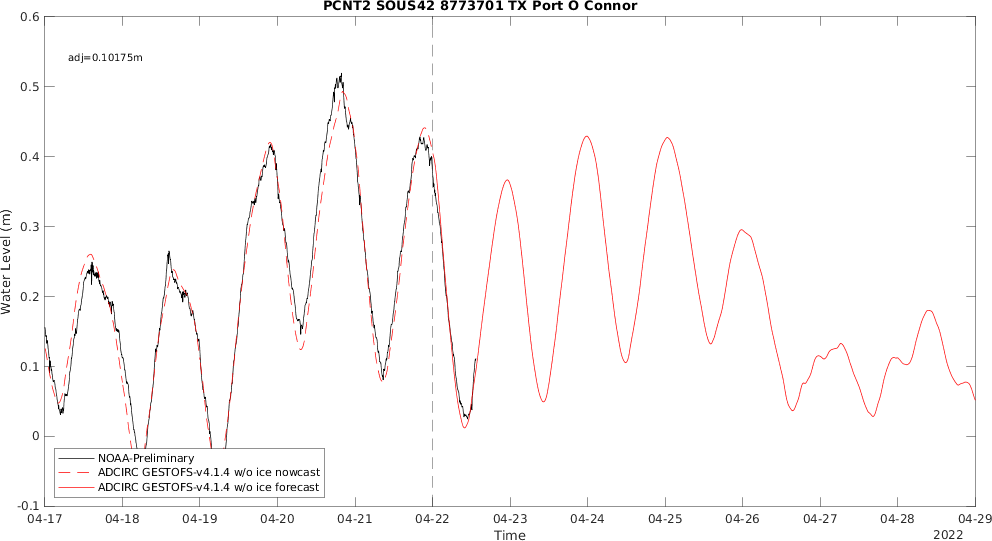 PCNT2 SOUS42 8773701 TX Port O Connor
adj=0.10175m
0.6
0.5
0.4
0.3
0.2
0.1
0
-0.1
Water Level (m)
NOAA-Preliminary
ADCIRC GESTOFS-v4.1.4 w/o ice nowcast
ADCIRC GESTOFS-v4.1.4 w/o ice forecast
04-17 04-18 04-19 04-20 04-21 04-22 04-23 04-24 04-25 04-26 04-27 04-28 04-29
Time
2022